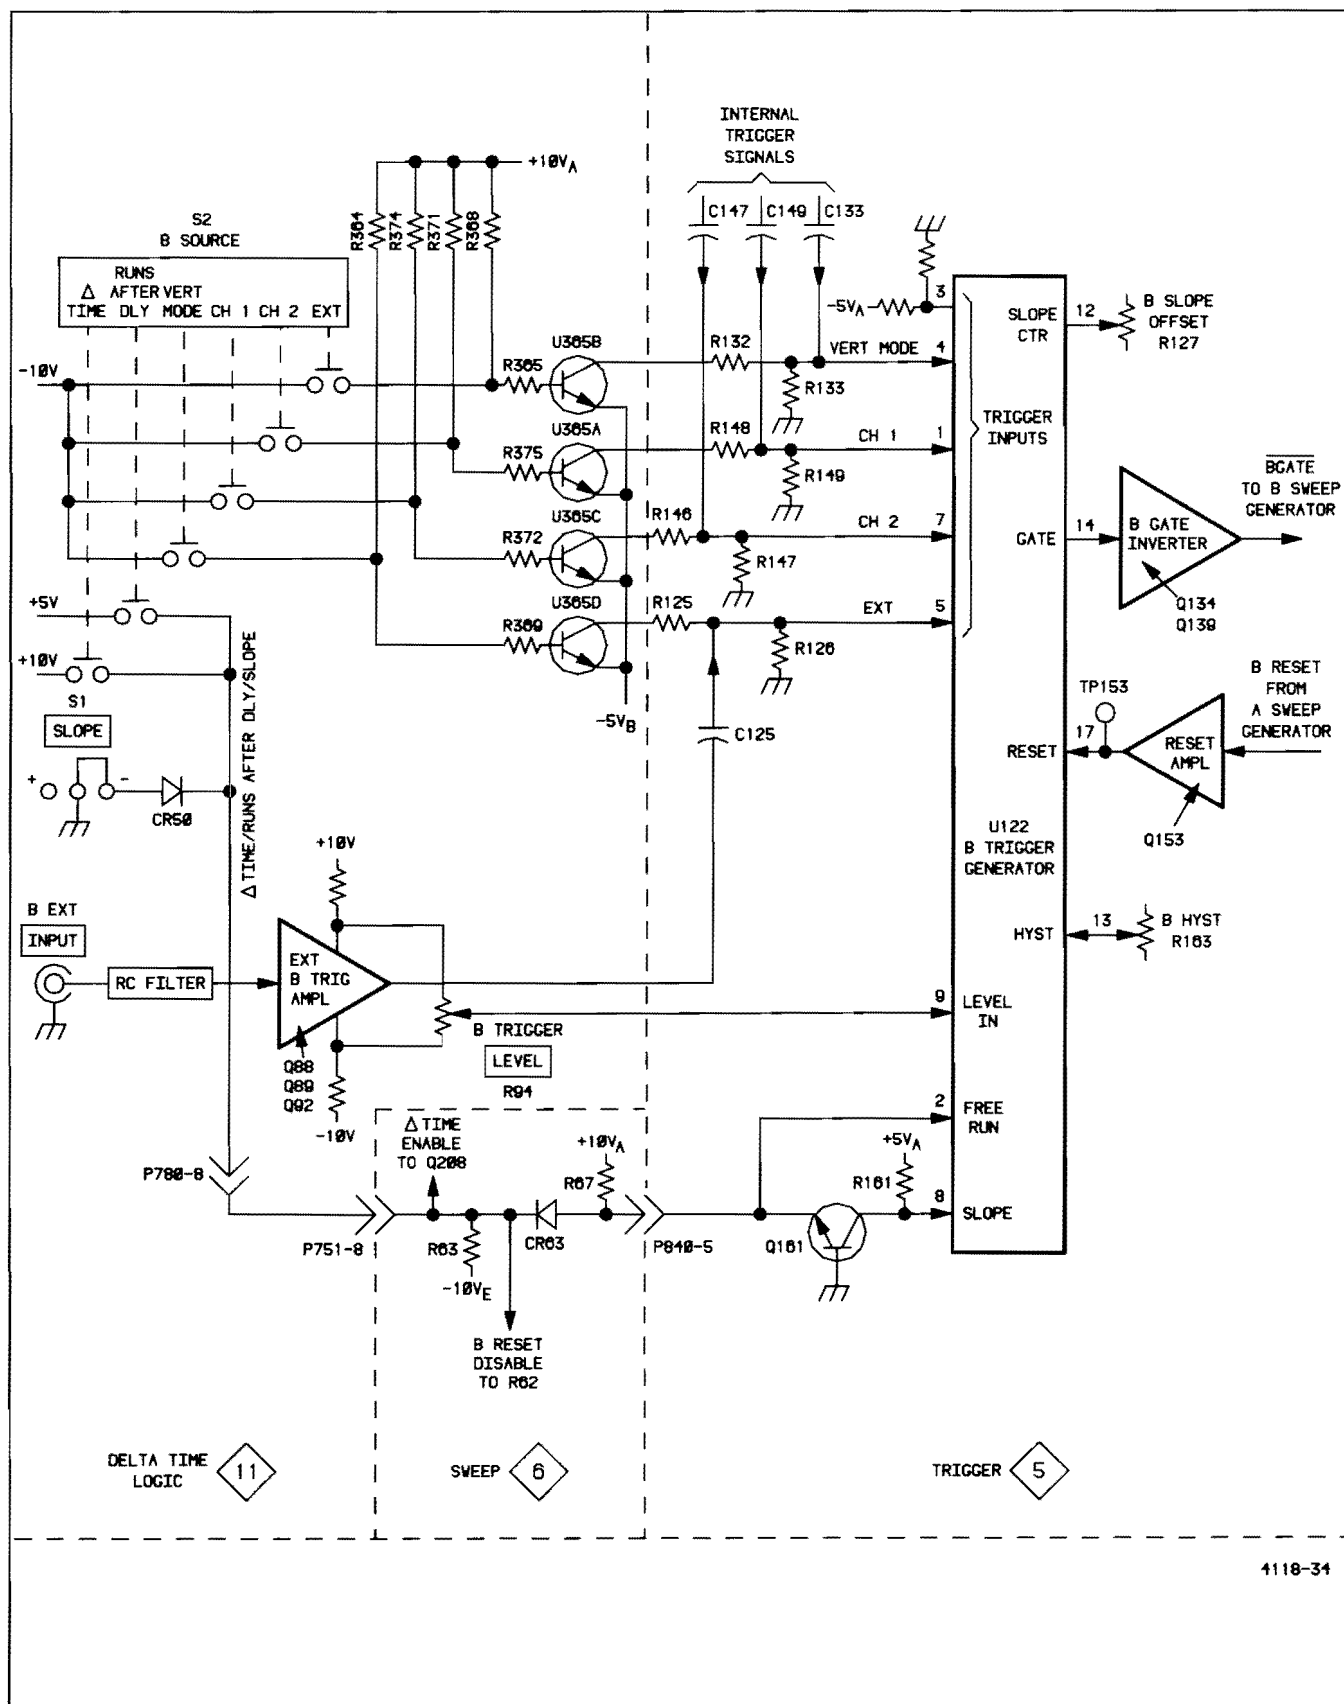 INTERNAL
TRIGGER
SIGNALS
+10VA
S2
B SOURCE
R364
R374
R371
R368
C147
C149
C133
RUNS
Δ AFTER VERT
TIME DLY MODE CH 1 CH 2 EXT
-5VA
3
SLOPE
CTR
12
B SLOPE
OFFSET
R127
U365B
R132
VERT MODE
4
-10V
R365
R133
TRIGGER
INPUTS
U365A
R148
CH 1
1
R375
R149
BGATE
TO B SWEEP
GENERATOR
U365C
R146
CH 2
7
GATE
14
B GATE
INVERTER
R372
R147
Q134
Q139
+5V
U365D
R125
EXT
5
R369
R126
+10V
S1
SLOPE
+
-
CR50
Δ TIME/RUNS AFTER DLY/SLOPE
-5VB
C125
TP153
B RESET
FROM
A SWEEP
GENERATOR
17
RESET
RESET
AMPL
Q153
U122
B TRIGGER
GENERATOR
+10V
B EXT
INPUT
RC FILTER
EXT
B TRIG
AMPL
HYST
13
B HYST
R163
9
LEVEL
IN
B TRIGGER
LEVEL
R94
Q88
Q89
Q92
-10V
2
FREE
RUN
Δ TIME
ENABLE
TO Q208
+10VA
+5VA
P780-8
R67
R161
8
SLOPE
P751-8
R63
CR63
P840-5
Q161
-10VE
B RESET
DISABLE
TO R62
DELTA TIME
LOGIC
11
SWEEP
6
TRIGGER
5
4118-34